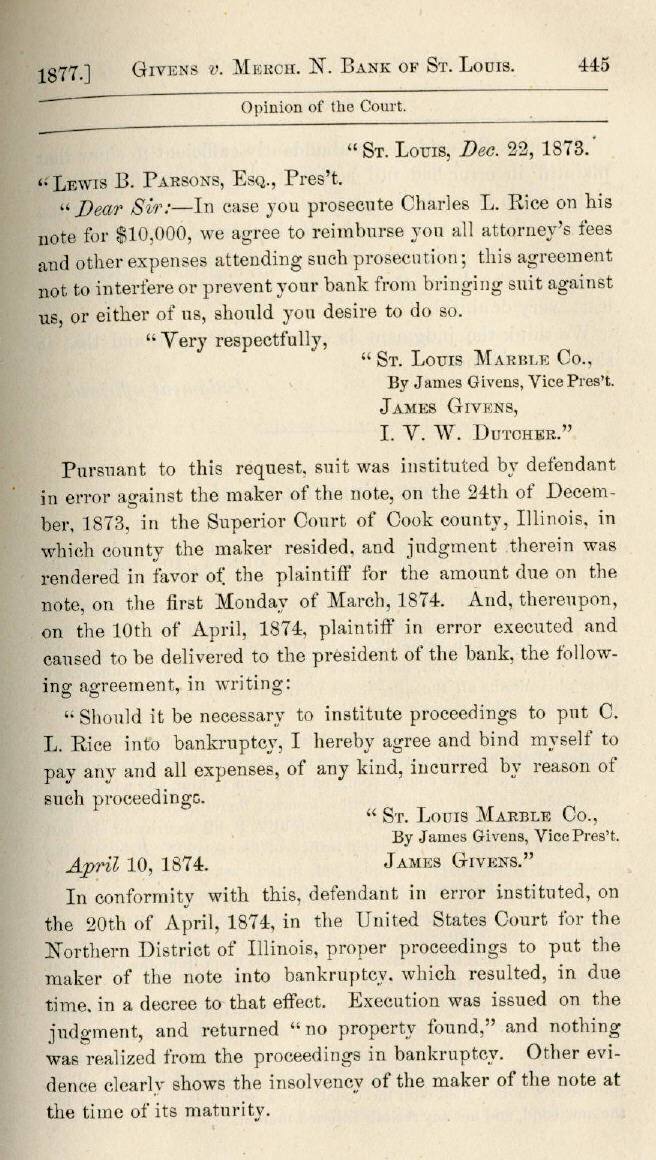 1877.] GIVENS v. MERCH. N. BANK OF ST. LOUIS. 445
Opinion of the Court.
“ ST. LOUIS, Dec. 22, 1873.
“ LEWIS B. PARSONS, ESQ., Pres’t.
“ Dear Sir:—In case you prosecute Charles L. Rice on his
note for $10,000, we agree to reimburse you all attorney’s fees
and other expenses attending such prosecution; this agreement
not to interfere or prevent your bank from bringing suit against
us, or either of us, should you desire to do so.
“ Very respectfully,
“ ST. LOUIS MARBLE CO.,
By James Givens, Vice Pres’t.
JAMES GIVENS,
I. V. W. DUTCHER.”
Pursuant to this request, suit was instituted by defendant
in error against the maker of the note, on the 24th of Decem-
ber, 1873, in the Superior Court of Cook county, Illinois, in
which county the maker resided, and judgment therein was
rendered in favor of the plaintiff for the amount due on the
note, on the first Monday of March, 1874. And, thereupon,
on the 10th of April, 1874, plaintiff in error executed and
caused to be delivered to the president of the bank, the follow-
ing agreement, in writing:
“ Should it be necessary to institute proceedings to put C.
L. Rice into bankruptcy, I hereby agree and bind myself to
pay any and all expenses, of any kind, incurred by reason of
such proceedings.
“ ST. LOUIS MARBLE CO.,
By James Givens, Vice Pres’t.
April 10, 1874. JAMES GIVENS.”
In conformity with this, defendant in error instituted, on
the 20th of April, 1874, in the United States Court for the
Northern District of Illinois, proper proceedings to put the
maker of the note into bankruptcy, which resulted, in due
time, in a decree to that effect. Execution was issued on the
judgment, and returned “no property found,” and nothing
was realized from the proceedings in bankruptcy. Other evi-
dence clearly shows the insolvency of the maker of the note at
the time of its maturity.